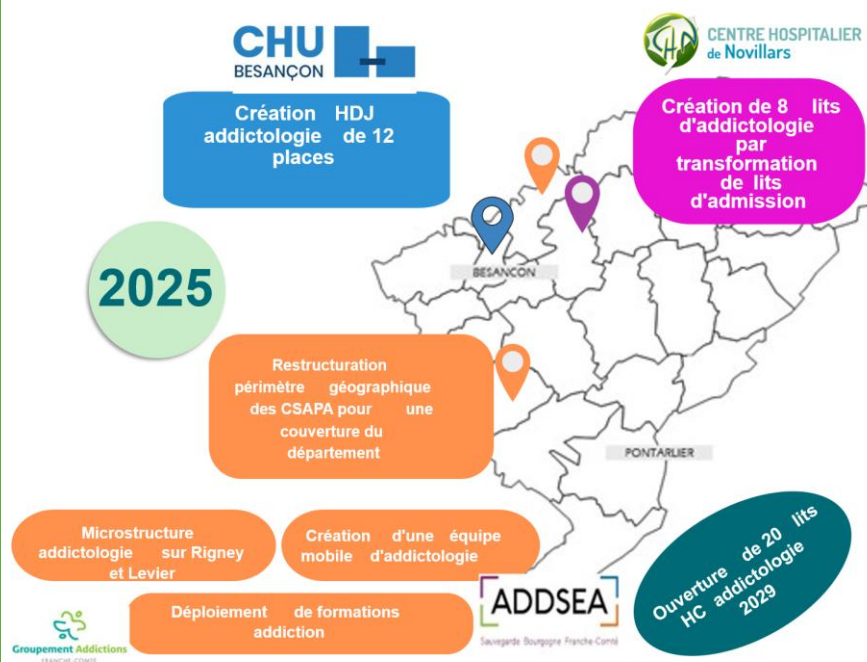 CHU
BESANÇON
CENTRE HOSPITALIER
de Novillars
Création HDJ
addictologie de 12
places
Création de 8 lits
d'addictologie
par
transformation
de lits
d'admission
2025
BESANCON
Restructuration
périmètre géographique
des CSAPA pour une
couverture du
département
PONTARLIER
Microstructure
addictologie sur Rigney
et Levier
Création d'une équipe
mobile d'addictologie
Ouverture de 20 lits
HC addictologie
2029
Déploiement de formations
addiction
ADDSEA
Sauvegarde Bourgogne Franche-Comté
Groupement Addictions
FRANCHE-COMTE